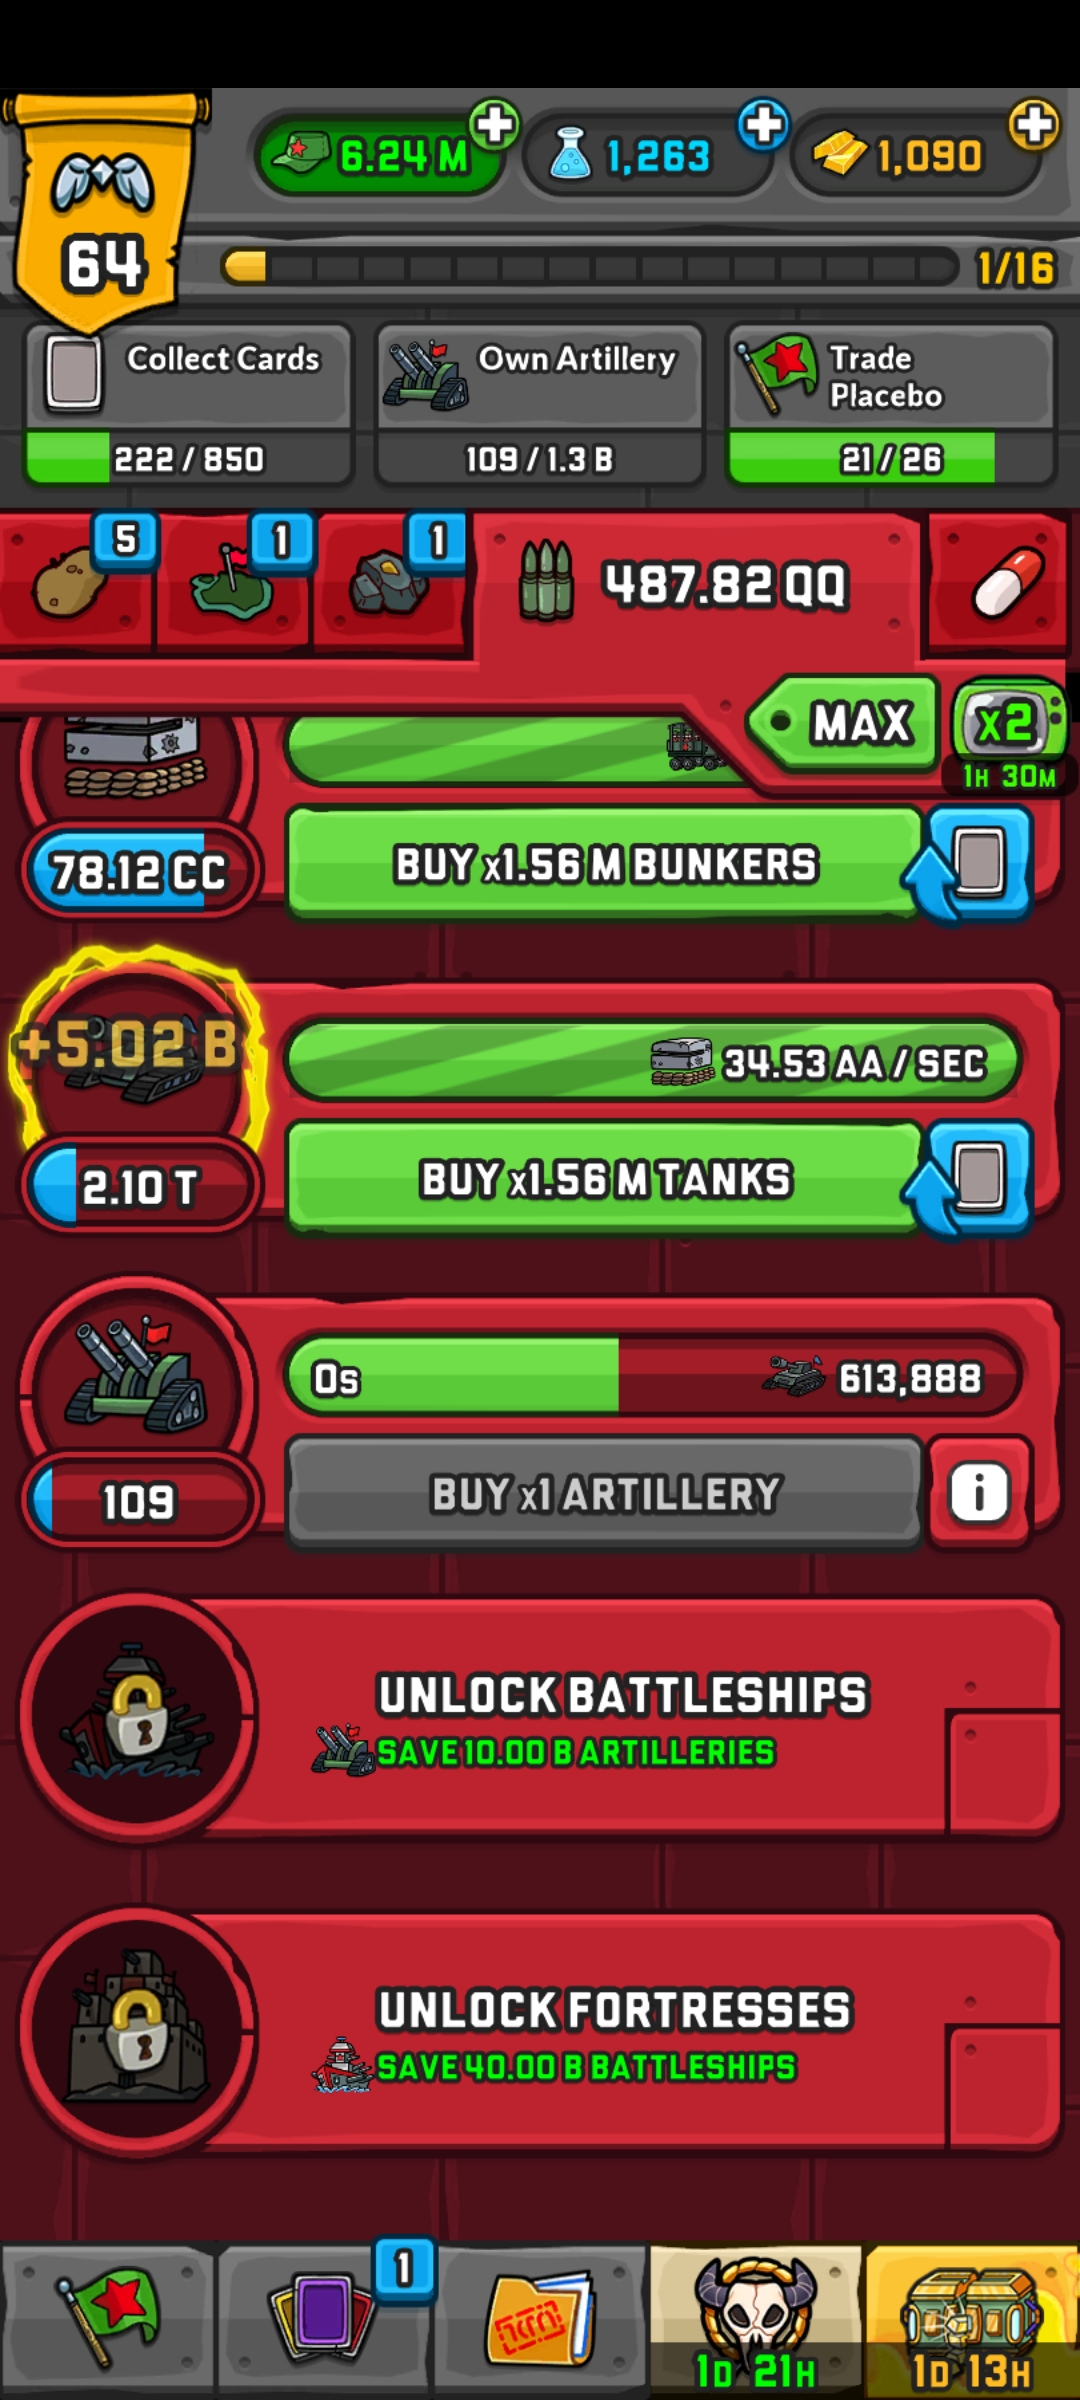 6.24 M
1,263
1,090
64
1/16
Collect Cards
222 / 850
Own Artillery
109 / 1.3 B
Trade
Placebo
21 / 26
5
1
1
487.82 QQ
MAX
x2
1H 30M
78.12 CC
BUY x1.56 M BUNKERS
+5.02 B
34.53 AA / SEC
2.10 T
BUY x1.56 M TANKS
0s
613,888
109
BUY x1 ARTILLERY
i
UNLOCK BATTLESHIPS
SAVE 10.00 B ARTILLERIES
UNLOCK FORTRESSES
SAVE 40.00 B BATTLESHIPS
1
1D 21H
1D 13H